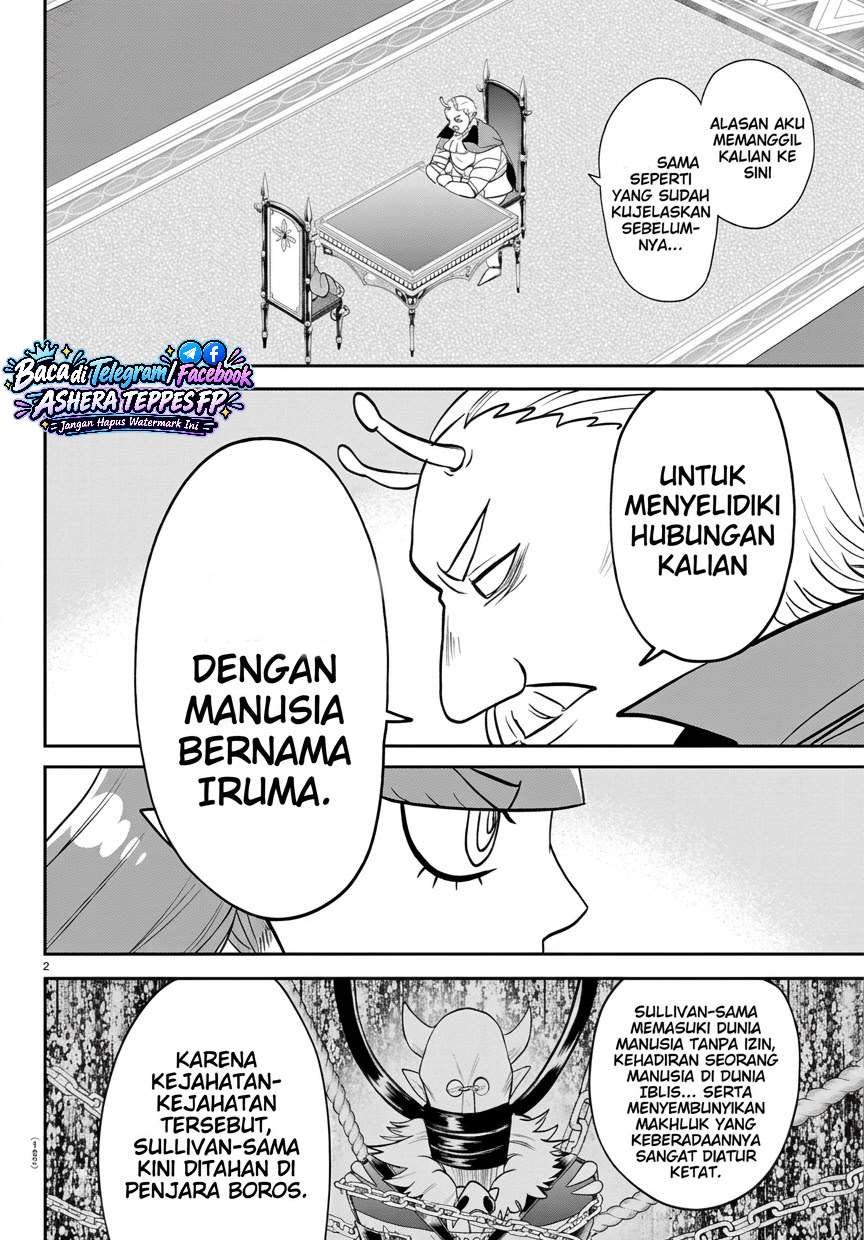 ALASAN AKU
MEMANGGIL
KALIAN KE
SINI
SAMA
SEPERTI
YANG SUDAH
KUJELASKAN
SEBELUM-
NYA...
Baca di Telegram/Facebook
ASHERA TEPPES FP
Jangan Hapus Watermark Ini
UNTUK
MENYELIDIKI
HUBUNGAN
KALIAN
DENGAN
MANUSIA
BERNAMA
IRUMA.
2
SULLIVAN-SAMA
MEMASUKI DUNIA
MANUSIA TANPA IZIN,
KEHADIRAN SEORANG
MANUSIA DI DUNIA
IBLIS... SERTA
MENYEMBUNYIKAN
MAKHLUK YANG
KEBERADAANNYA
SANGAT DIATUR
KETAT.
KARENA
KEJAHATAN-
KEJAHATAN
TERSEBUT,
SULLIVAN-SAMA
KINI DITAHAN DI
PENJARA BOROS.